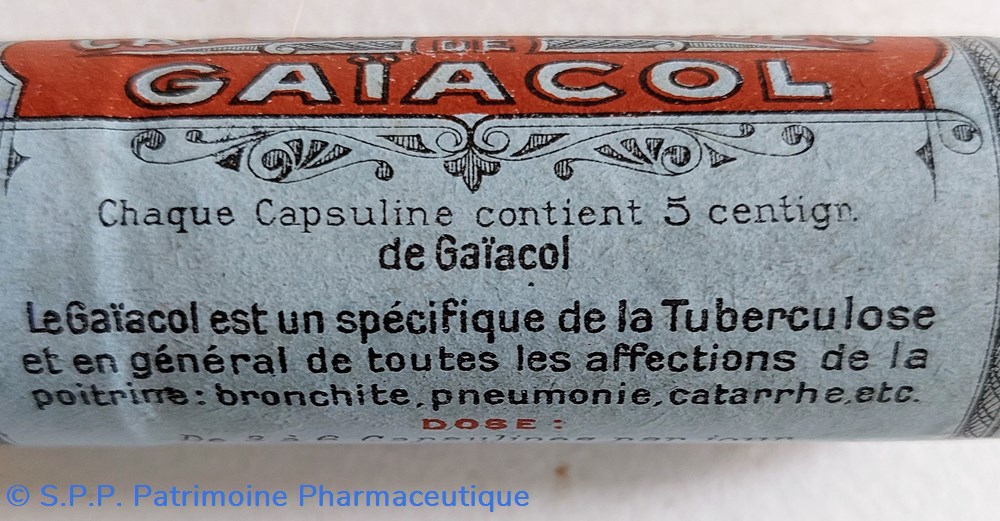 DE
GAÏACOL
Chaque Capsuline contient 5 centigr.
de Gaïacol
Le Gaïacol est un spécifique de la Tuberculose
et en général de toutes les affections de la
poitrine: bronchite, pneumonie, catarrhe, etc.
DOSE:
© S.P.P. Patrimoine Pharmaceutique